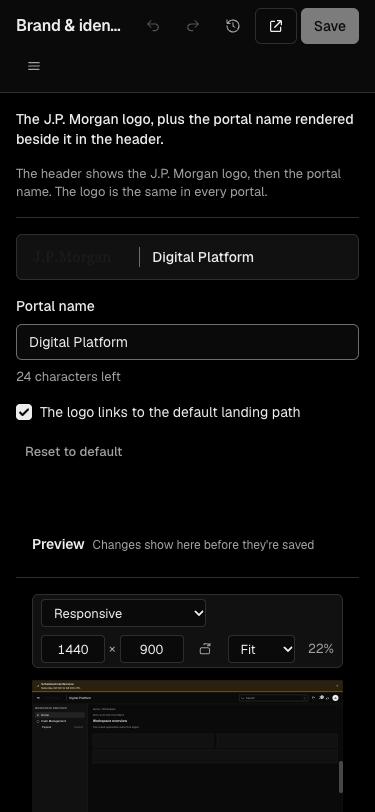 Brand & iden...
Save
The J.P. Morgan logo, plus the portal name rendered
beside it in the header.
The header shows the J.P. Morgan logo, then the portal
name. The logo is the same in every portal.
J.P.Morgan
Digital Platform
Portal name
Digital Platform
24 characters left
The logo links to the default landing path
Reset to default
Preview Changes show here before they're saved
Responsive
1440 × 900 Fit 22%
Digital Platform
Workspace overview